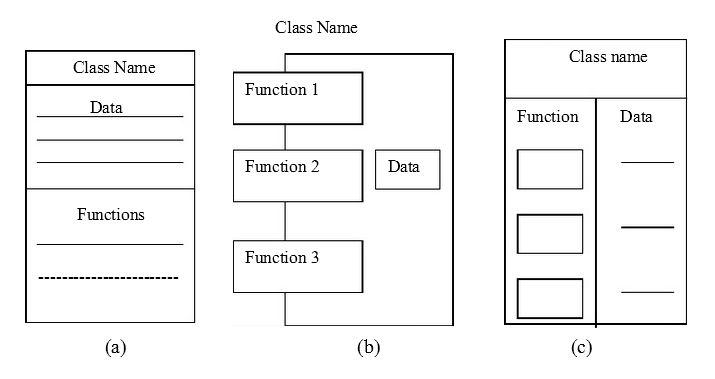 Class Name
Data
Functions
(a)
Class Name
Function 1
Function 2
Data
Function 3
(b)
Class name
Function Data
(c)